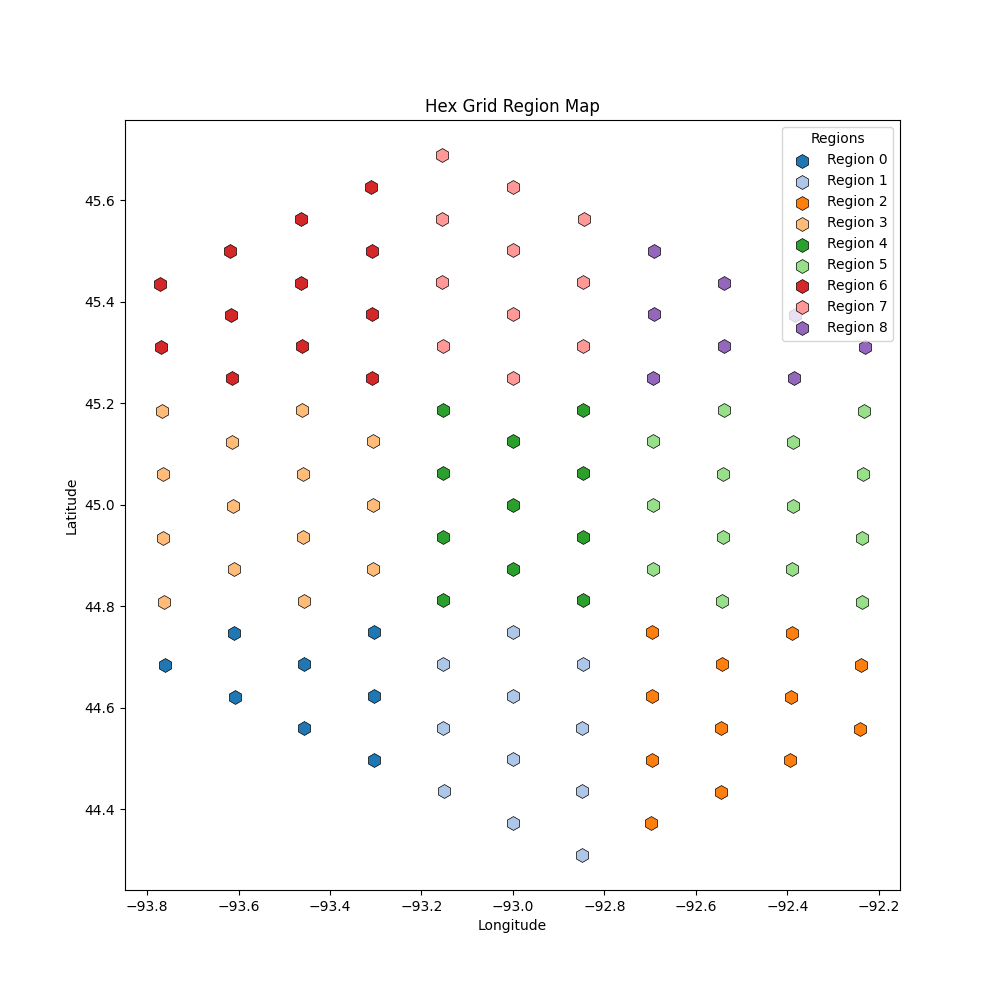 Hex Grid Region Map
Regions
Region 0
Region 1
Region 2
Region 3
Region 4
Region 5
Region 6
Region 7
Region 8
45.6
45.4
45.2
45.0
44.8
44.6
44.4
Latitude
−93.8 −93.6 −93.4 −93.2 −93.0 −92.8 −92.6 −92.4 −92.2
Longitude